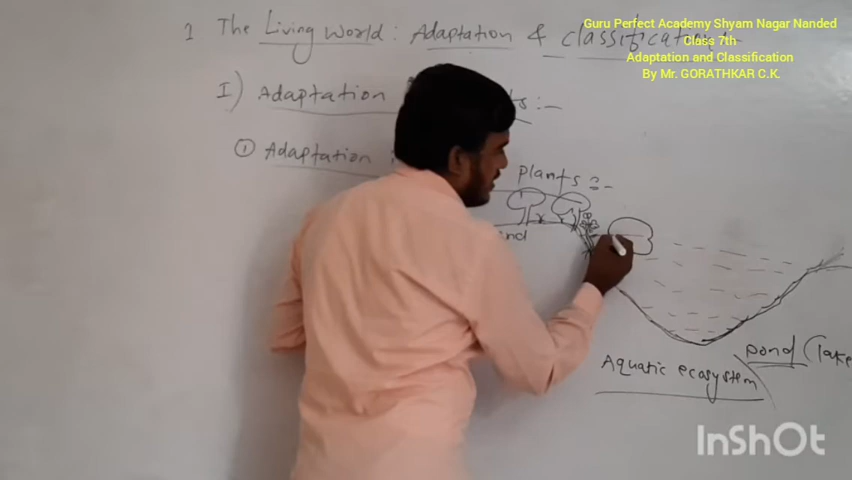 Guru Perfect Academy Shyam Nagar Nanded
Class 7th
Adaptation and Classification
By Mr. GORATHKAR C.K.
1 The Living World : Adaptation & classification
I) Adaptation
① Adaptation
plants :-
pond (lake
Aquatic ecosystem
InShOt